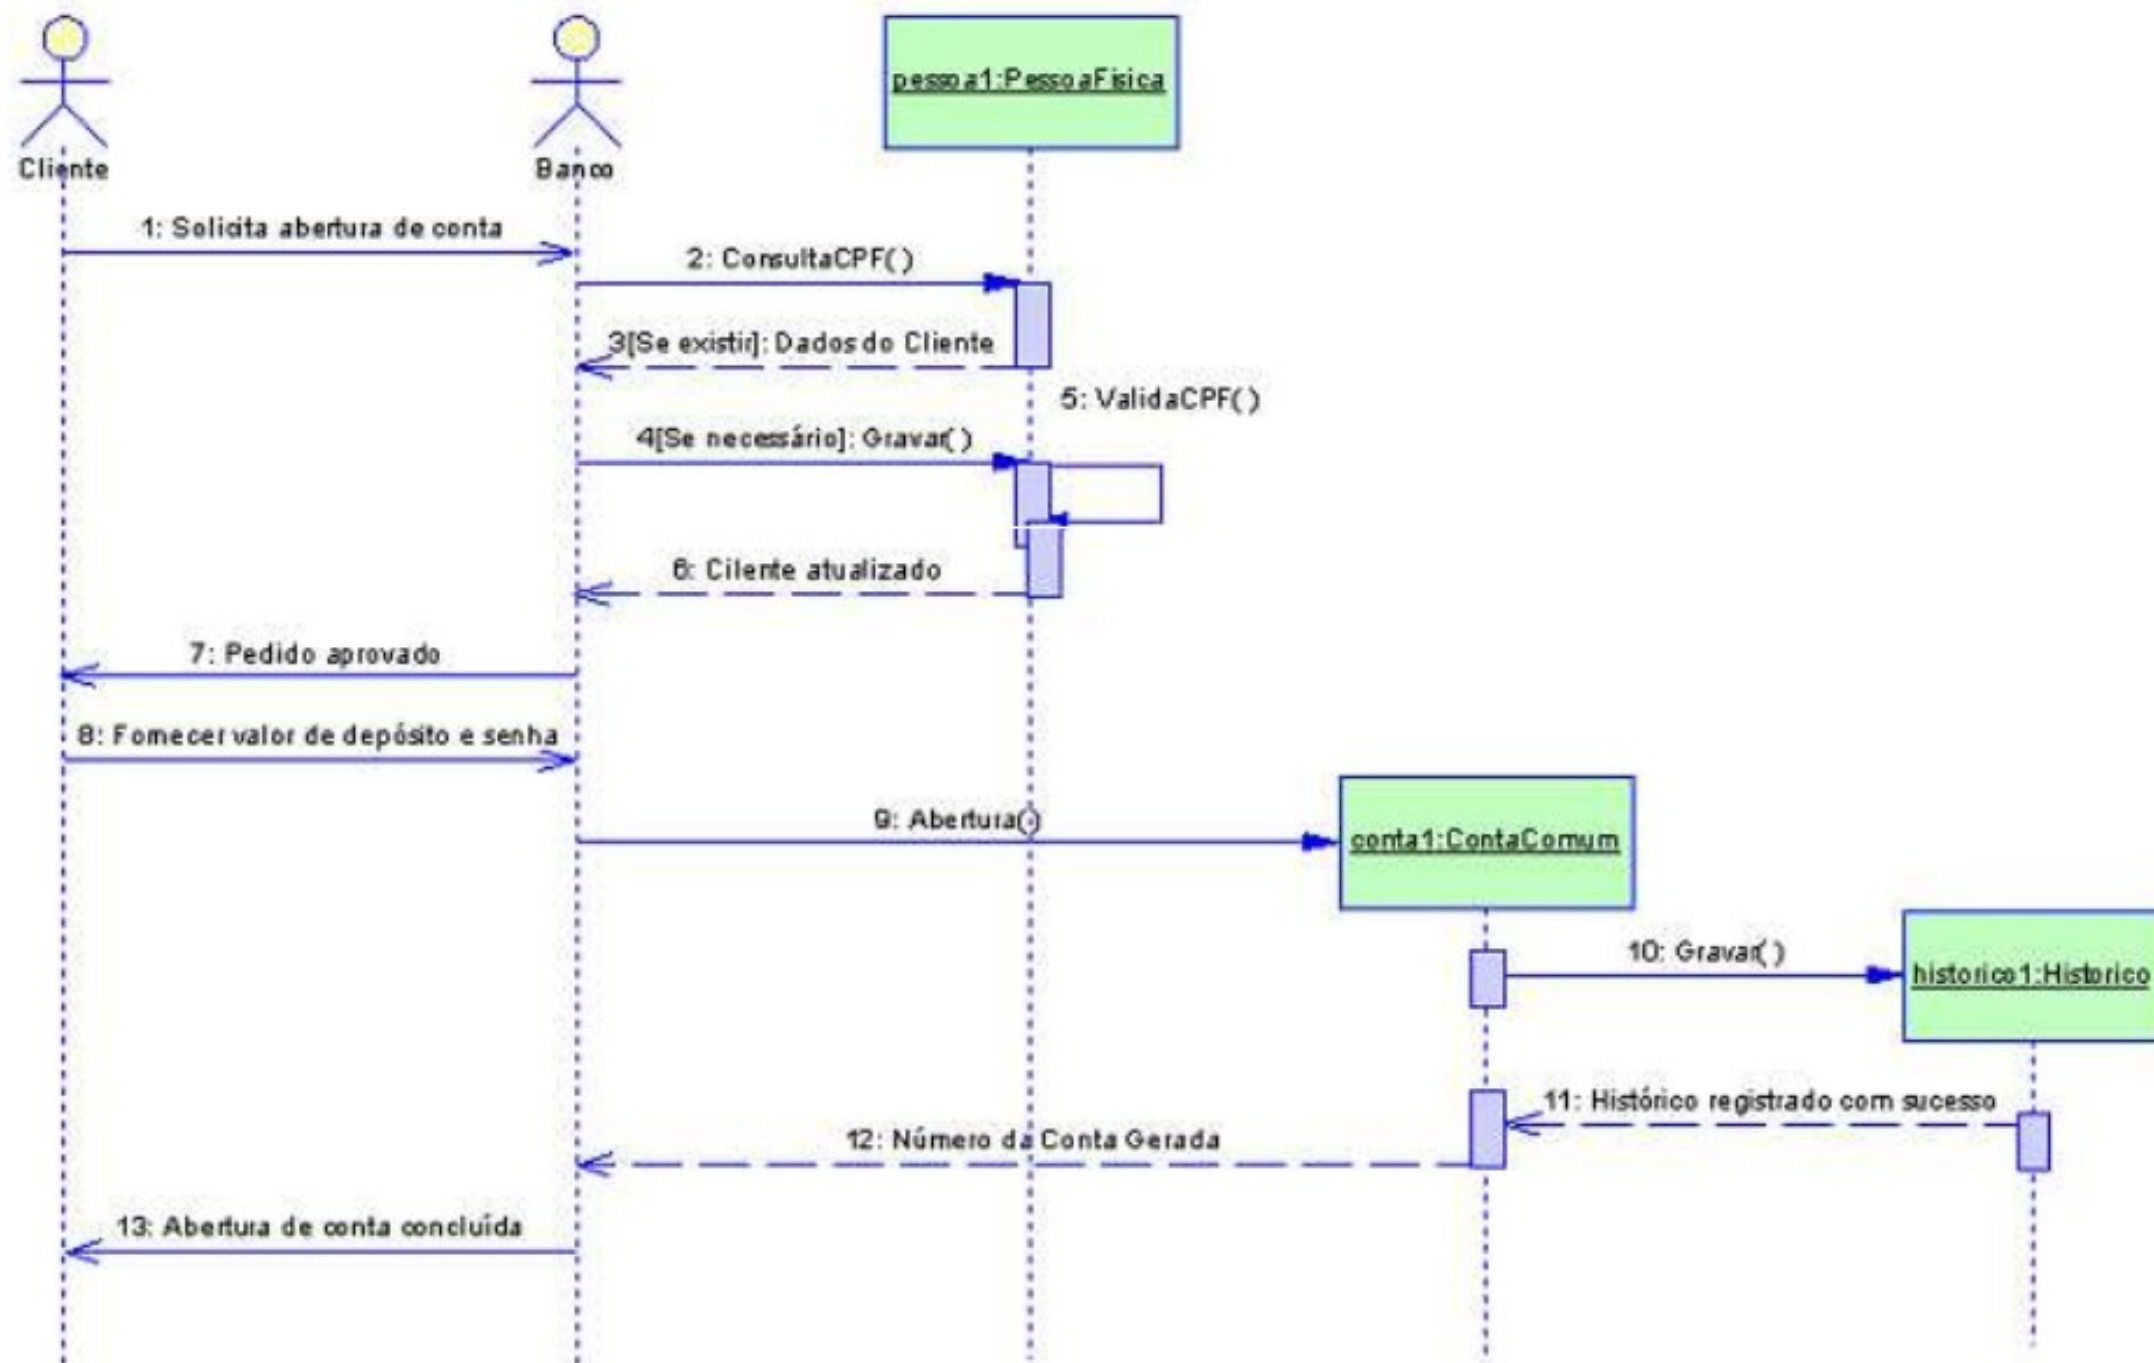 Cliente
Banco
pessoa1:PessoaFisica
1: Solicita abertura de conta
2: ConsultaCPF()
3[Se existir]: Dados do Cliente
5: ValidaCPF()
4[Se necessário]: Gravar()
6: Cilente atualizado
7: Pedido aprovado
8: Fornecer valor de depósito e senha
9: Abertura()
conta1:ContaComum
10: Gravar()
historico1:Historico
11: Histórico registrado com sucesso
12: Número da Conta Gerada
13: Abertura de conta concluída